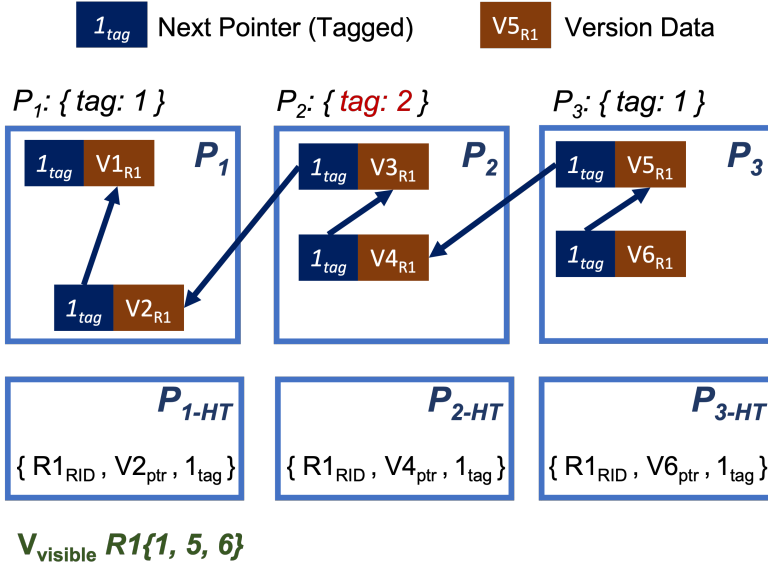 1tag Next Pointer (Tagged) V5R1 Version Data
P1: { tag: 1 } P2: { tag: 2 } P3: { tag: 1 }
1tag V1R1 P1 1tag V3R1 P2 1tag V5R1 P3
1tag V4R1 1tag V6R1
1tag V2R1
P1-HT P2-HT P3-HT
{ R1RID , V2ptr , 1tag } { R1RID , V4ptr , 1tag } { R1RID , V6ptr , 1tag }
Vvisible R1{1, 5, 6}